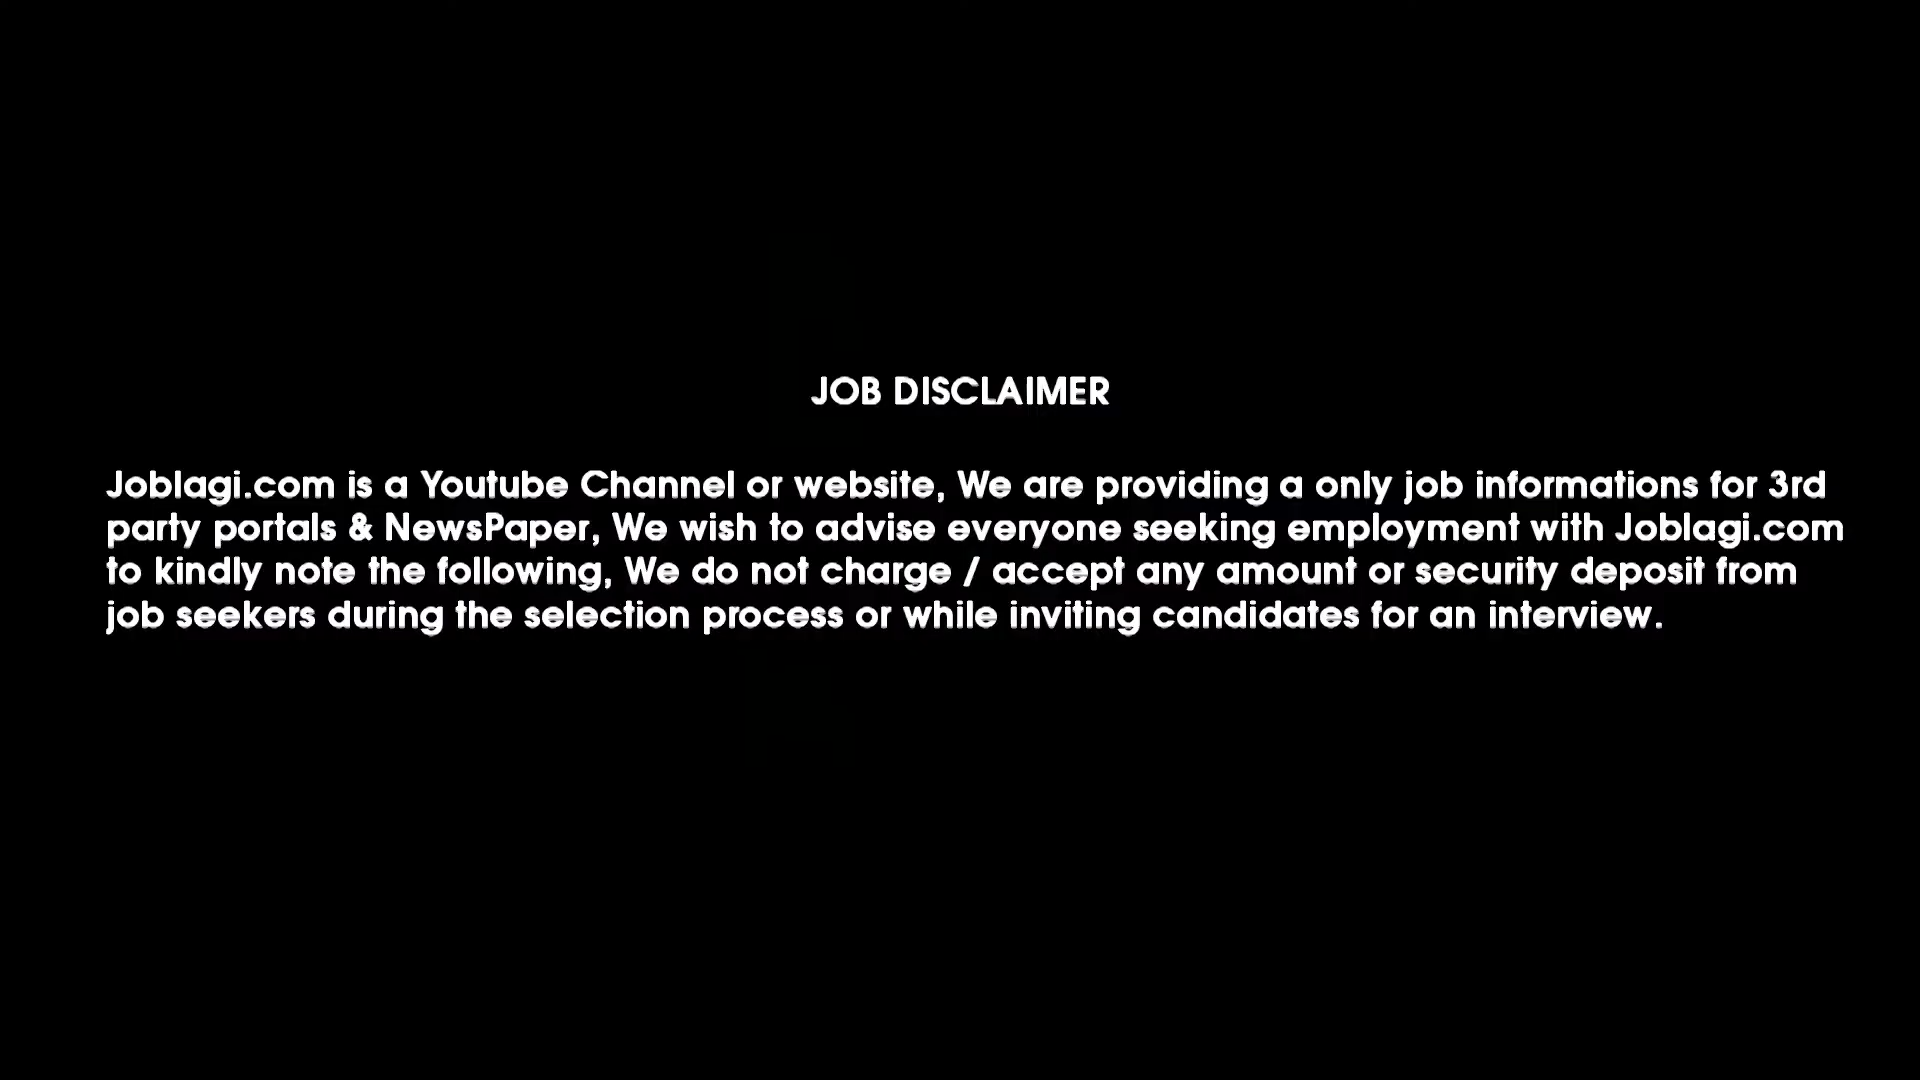 JOB DISCLAIMER
Joblagi.com is a Youtube Channel or website, We are providing a only job informations for 3rd
party portals & NewsPaper, We wish to advise everyone seeking employment with Joblagi.com
to kindly note the following, We do not charge / accept any amount or security deposit from
job seekers during the selection process or while inviting candidates for an interview.